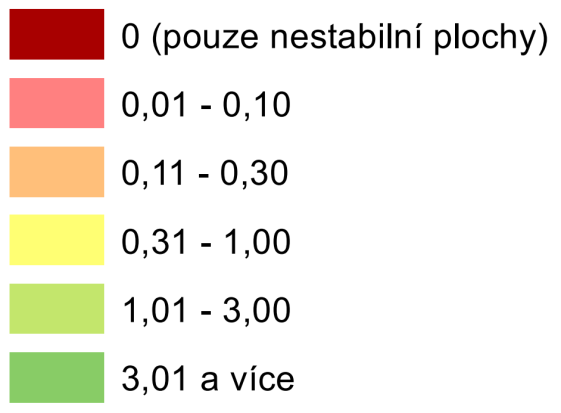 0 (pouze nestabilní plochy)
0,01 - 0,10
0,11 - 0,30
0,31 - 1,00
1,01 - 3,00
3,01 a více